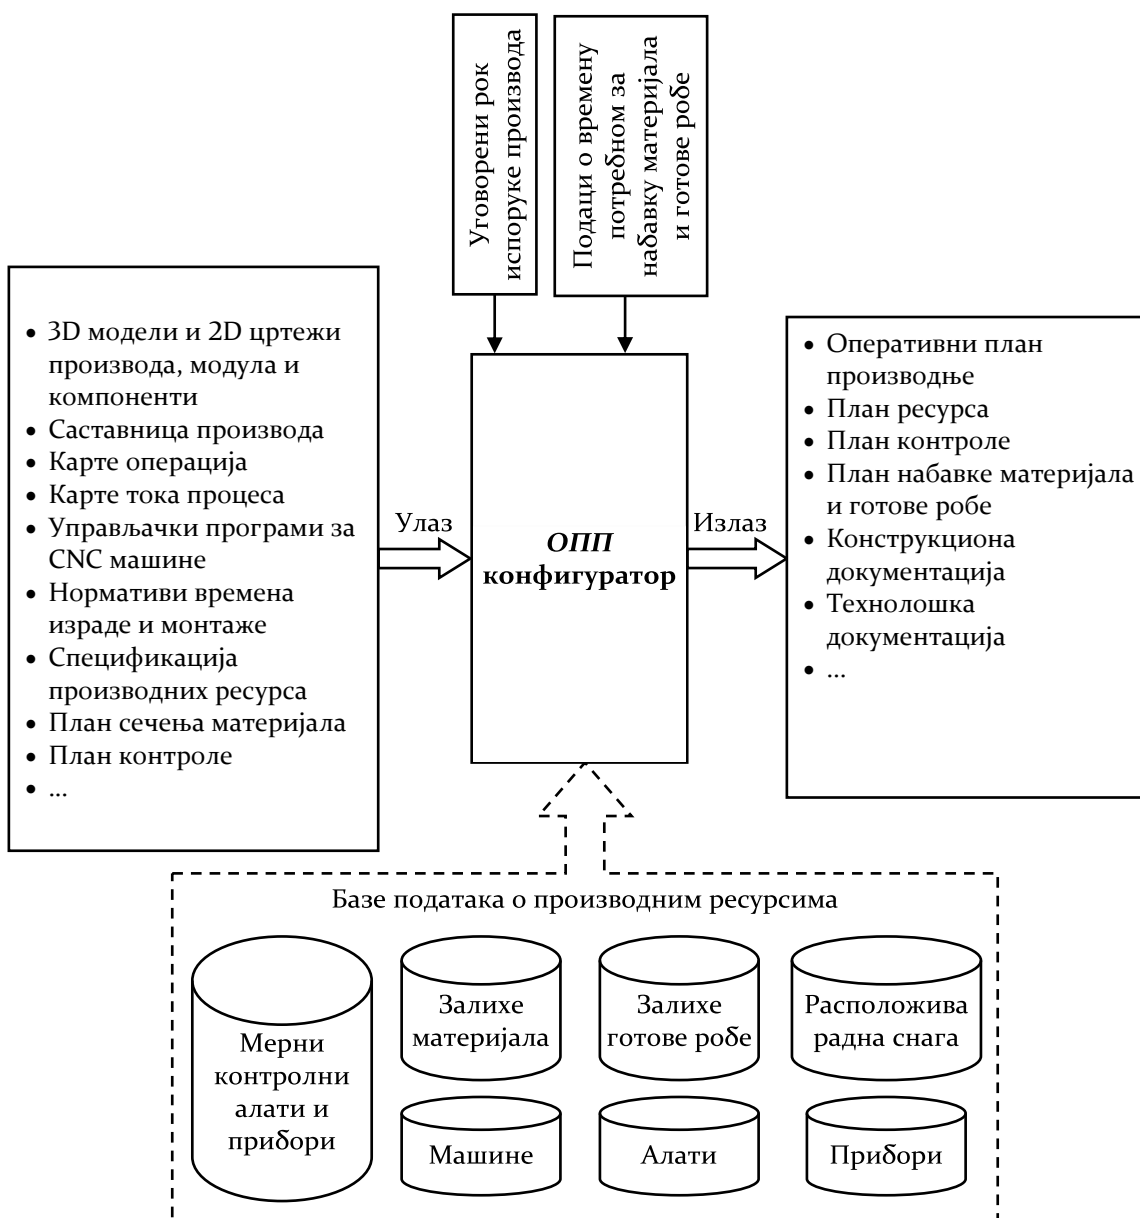 Уговорени рок
испоруке производа
Подаци о времену
потребном за
набавку материјала
и готове робе
• 3D модели и 2D цртежи
производа, модула и
компоненти
• Саставница производа
• Карте операција
• Карте тока процеса
• Управљачки програми за
CNC машине
• Нормативи времена
израде и монтаже
• Спецификација
производних ресурса
• План сечења материјала
• План контроле
• ...
Улаз
ОПП
конфигуратор
Излаз
• Оперативни план
производње
• План ресурса
• План контроле
• План набавке материјала
и готове робе
• Конструкциона
документација
• Технолошка
документација
• ...
Базе података о производним ресурсима
Мерни
контролни
алати и
прибори
Залихе
материјала
Залихе
готове робе
Расположива
радна снага
Машине
Алати
Прибори